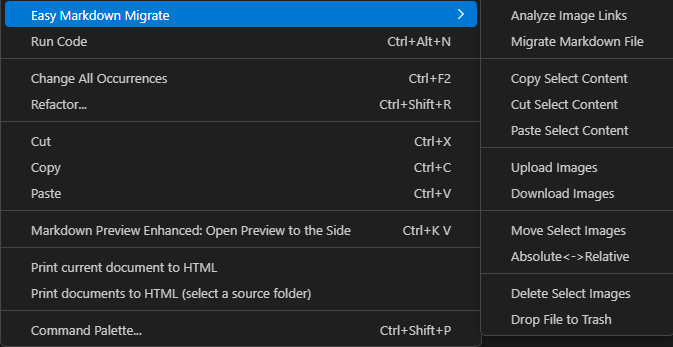 Easy Markdown Migrate
Run Code Ctrl+Alt+N
Change All Occurrences Ctrl+F2
Refactor... Ctrl+Shift+R
Cut Ctrl+X
Copy Ctrl+C
Paste Ctrl+V
Markdown Preview Enhanced: Open Preview to the Side Ctrl+K V
Print current document to HTML
Print documents to HTML (select a source folder)
Command Palette... Ctrl+Shift+P
Analyze Image Links
Migrate Markdown File
Copy Select Content
Cut Select Content
Paste Select Content
Upload Images
Download Images
Move Select Images
Absolute<->Relative
Delete Select Images
Drop File to Trash